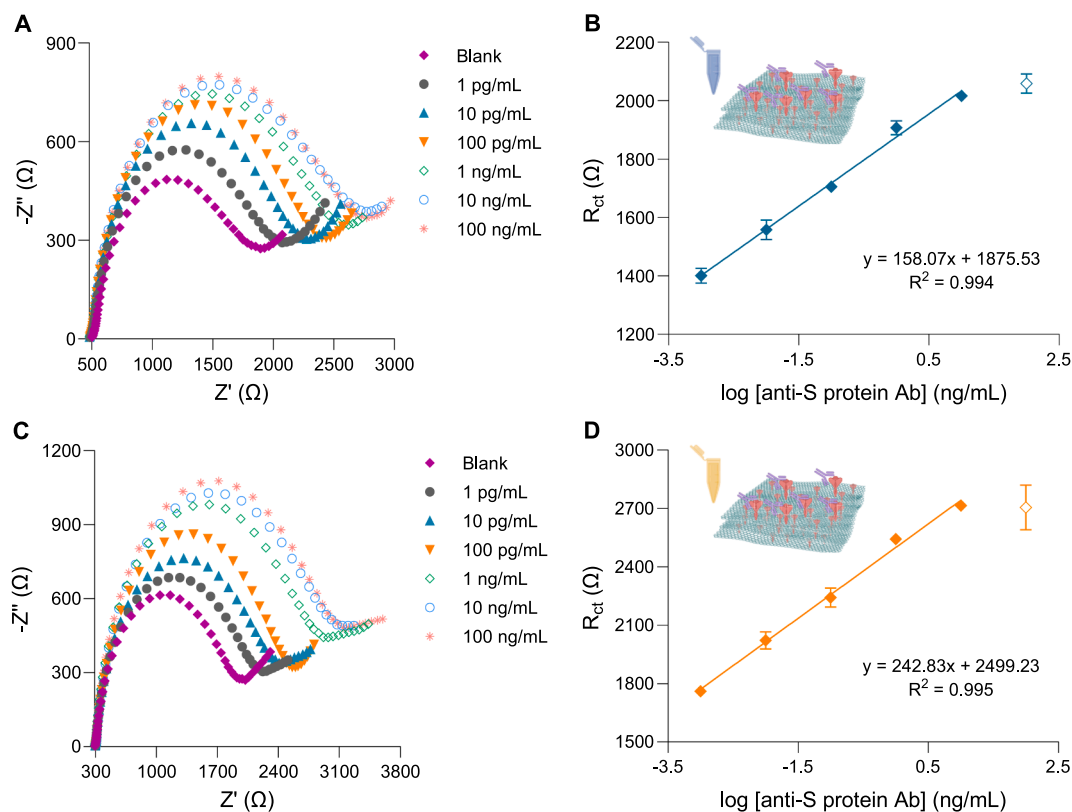 A
900
600
300
0
-Z'' (Ω)
500
1000
1500
2000
2500
3000
Z' (Ω)
Blank
1 pg/mL
10 pg/mL
100 pg/mL
1 ng/mL
10 ng/mL
100 ng/mL
B
2200
2000
1800
1600
1400
1200
R_ct (Ω)
y = 158.07x + 1875.53
R² = 0.994
-3.5
-1.5
0.5
2.5
log [anti-S protein Ab] (ng/mL)
C
1200
900
600
300
0
-Z'' (Ω)
300
1000
1700
2400
3100
3800
Z' (Ω)
Blank
1 pg/mL
10 pg/mL
100 pg/mL
1 ng/mL
10 ng/mL
100 ng/mL
D
3000
2700
2400
2100
1800
1500
R_ct (Ω)
y = 242.83x + 2499.23
R² = 0.995
-3.5
-1.5
0.5
2.5
log [anti-S protein Ab] (ng/mL)